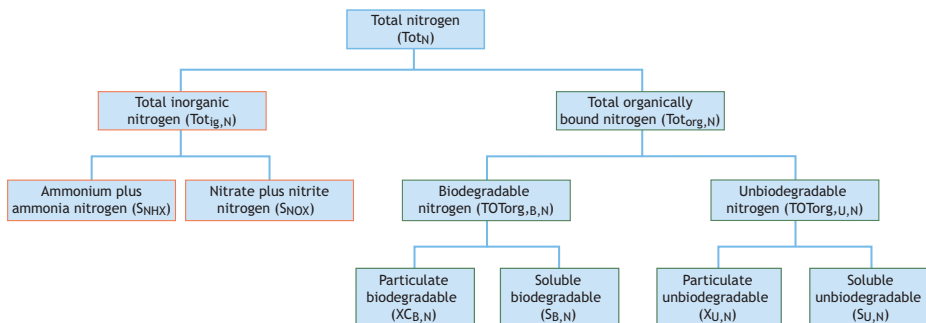 Total nitrogen
(TotN)
Total inorganic
nitrogen (Totig,N)
Total organically
bound nitrogen (Totorg,N)
Ammonium plus
ammonia nitrogen (SNHX)
Nitrate plus nitrite
nitrogen (SNOX)
Biodegradable
nitrogen (TOTorg,B,N)
Unbiodegradable
nitrogen (TOTorg,U,N)
Particulate
biodegradable
(XCB,N)
Soluble
biodegradable
(SB,N)
Particulate
unbiodegradable
(XU,N)
Soluble
unbiodegradable
(SU,N)